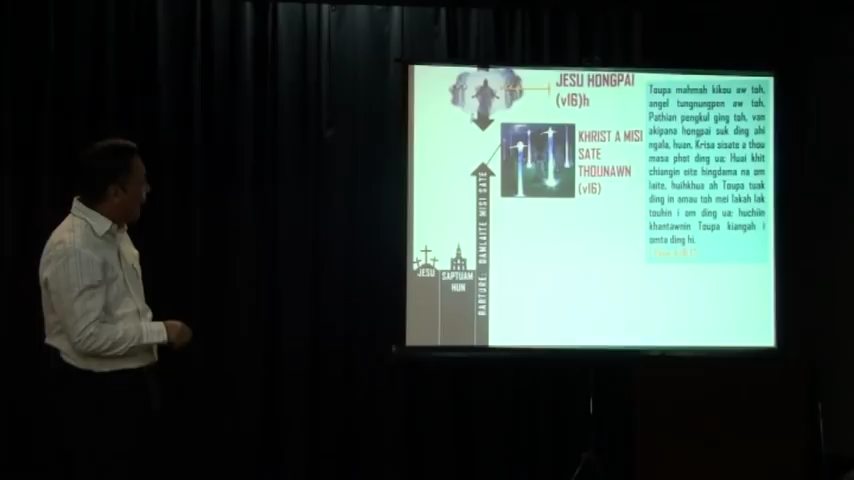 JESU HONGPAI
(v16)h
KHRIST A MISI
SATE
THOUNAWN
(v16)
Toupa mahmah kikou aw toh,
angel tungnungpen aw toh,
Pathian pengkul ging toh, van
akipana hongpai suk ding ahi
ngala, huan, Krisa sisate a thou
masa phot ding ua; Huai khit
chiangin eite hingdama na om
laite, huihkhua ah Toupa tuak
ding in amau toh mei lakah lak
touhin i om ding ua; huchiin
khantawnin Toupa kiangah i
omta ding hi.
RARTURE: DAMLAITE MISI SATE
JESU
SAPTUAM
HUN